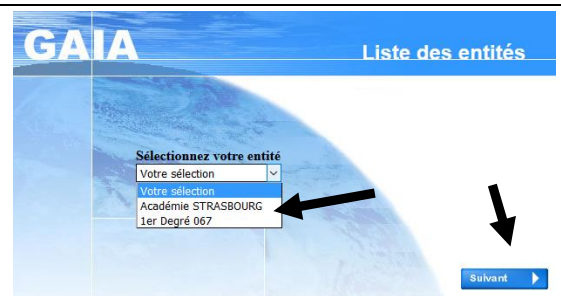 GAIA
Liste des entités
Sélectionnez votre entité
Votre sélection
Votre sélection
Académie STRASBOURG
1er Degré 067
Suivant